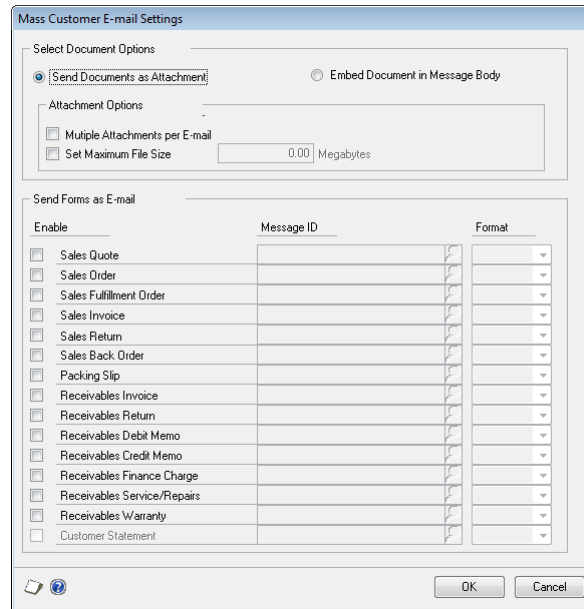 Mass Customer E-mail Settings
Select Document Options
Send Documents as Attachment
Embed Document in Message Body
Attachment Options
Mutiple Attachments per E-mail
Set Maximum File Size 0.00 Megabytes
Send Forms as E-mail
Enable Message ID Format
Sales Quote
Sales Order
Sales Fulfillment Order
Sales Invoice
Sales Return
Sales Back Order
Packing Slip
Receivables Invoice
Receivables Return
Receivables Debit Memo
Receivables Credit Memo
Receivables Finance Charge
Receivables Service/Repairs
Receivables Warranty
Customer Statement
OK Cancel